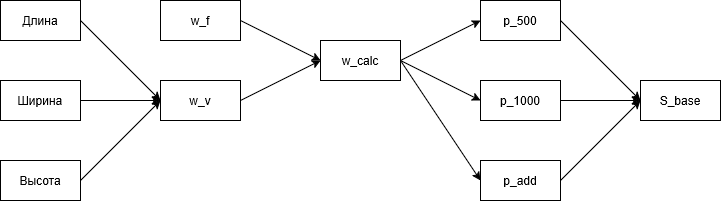 Длина
w_f
p_500
w_calc
Ширина
w_v
p_1000
S_base
Высота
p_add